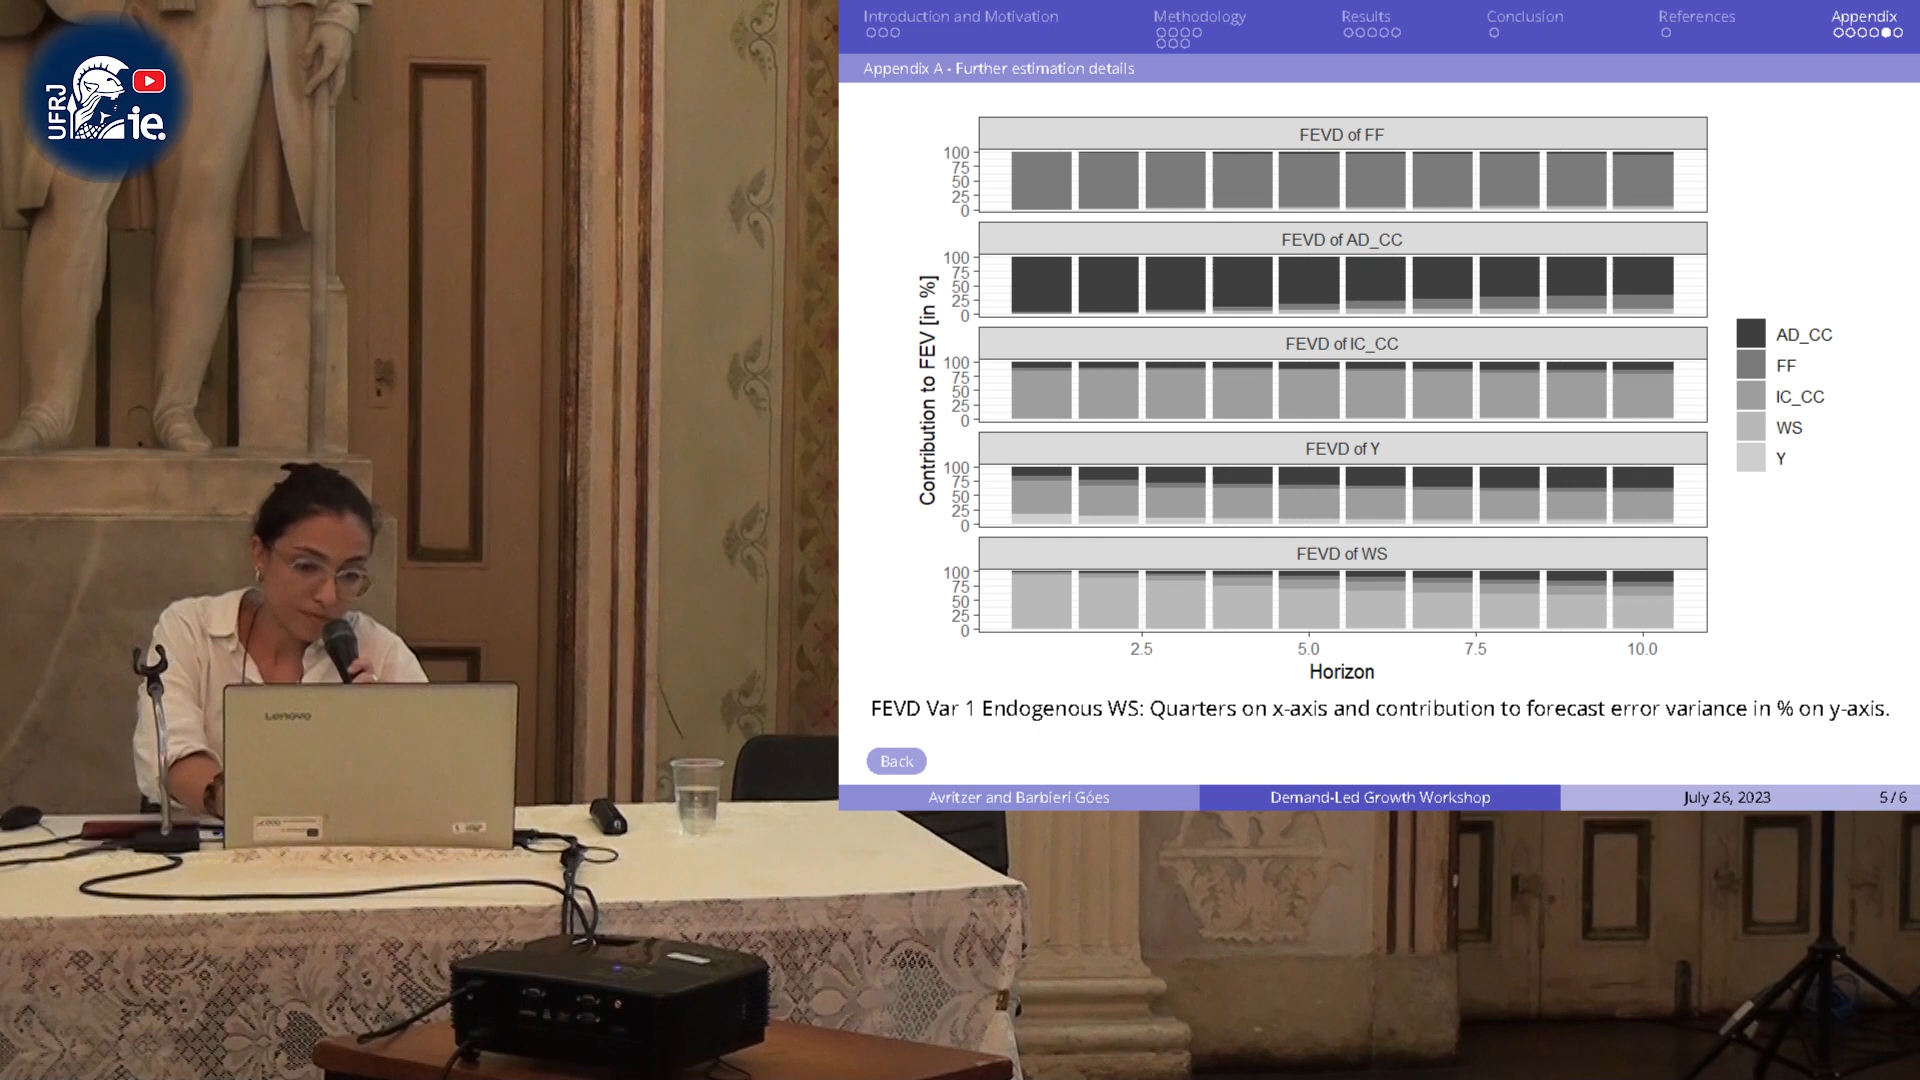 UFRJ
ie.
Introduction and Motivation
Methodology
Results
Conclusion
References
Appendix
Appendix A - Further estimation details
FEVD of FF
100
75
50
25
0
FEVD of AD_CC
100
75
50
25
0
FEVD of IC_CC
100
75
50
25
0
FEVD of Y
100
75
50
25
0
FEVD of WS
100
75
50
25
0
2.5
5.0
7.5
10.0
Horizon
Contribution to FEV [in %]
AD_CC
FF
IC_CC
WS
Y
FEVD Var 1 Endogenous WS: Quarters on x-axis and contribution to forecast error variance in % on y-axis.
Back
Avritzer and Barbieri Góes
Demand-Led Growth Workshop
July 26, 2023
5 / 6
Lenovo